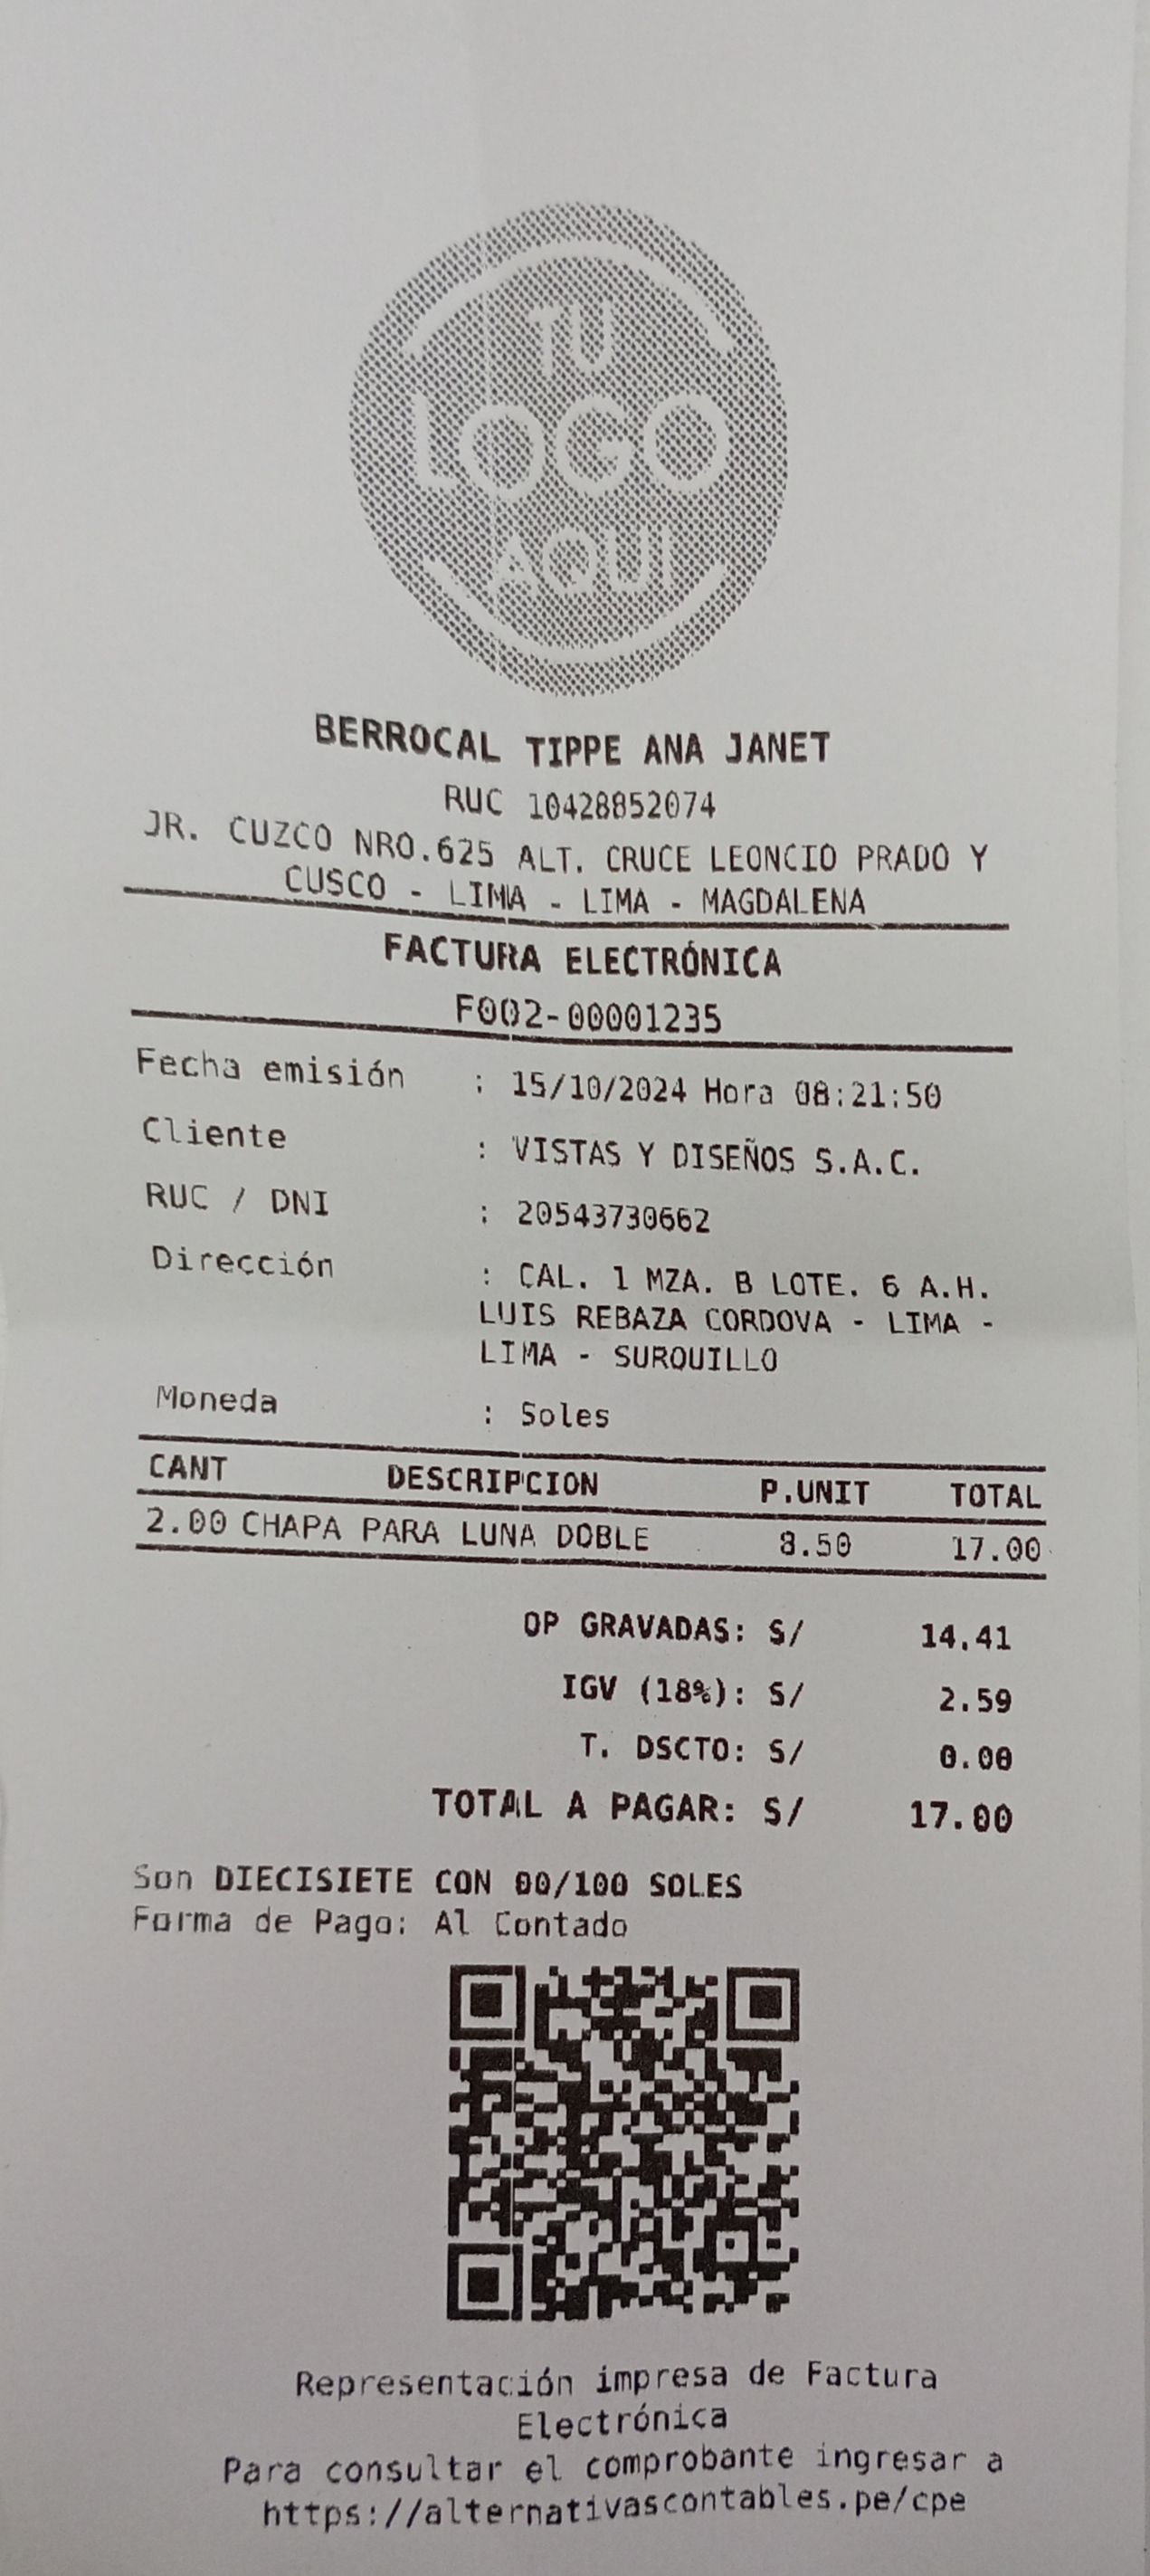 TU
LOGO
AQUI
BERROCAL TIPPE ANA JANET
RUC 10428852074
JR. CUZCO NRO.625 ALT. CRUCE LEONCIO PRADO Y
CUSCO - LIMA - LIMA - MAGDALENA
FACTURA ELECTRÓNICA
F002-00001235
Fecha emisión : 15/10/2024 Hora 08:21:50
Cliente : VISTAS Y DISEÑOS S.A.C.
RUC / DNI : 20543730662
Dirección : CAL. 1 MZA. B LOTE. 6 A.H.
LUIS REBAZA CORDOVA - LIMA -
LIMA - SURQUILLO
Moneda : Soles
CANT DESCRIPCION P.UNIT TOTAL
2.00 CHAPA PARA LUNA DOBLE 8.50 17.00
OP GRAVADAS: S/ 14.41
IGV (18%): S/ 2.59
T. DSCTO: S/ 0.00
TOTAL A PAGAR: S/ 17.00
Son DIECISIETE CON 00/100 SOLES
Forma de Pago: Al Contado
Representación impresa de Factura
Electrónica
Para consultar el comprobante ingresar a
https://alternativascontables.pe/cpe